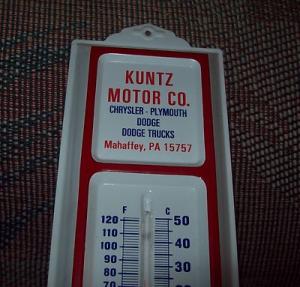 KUNTZ
MOTOR CO.
CHRYSLER - PLYMOUTH
DODGE
DODGE TRUCKS
Mahaffey, PA 15757
F C
120 50
110
100 40
90
80 30
70